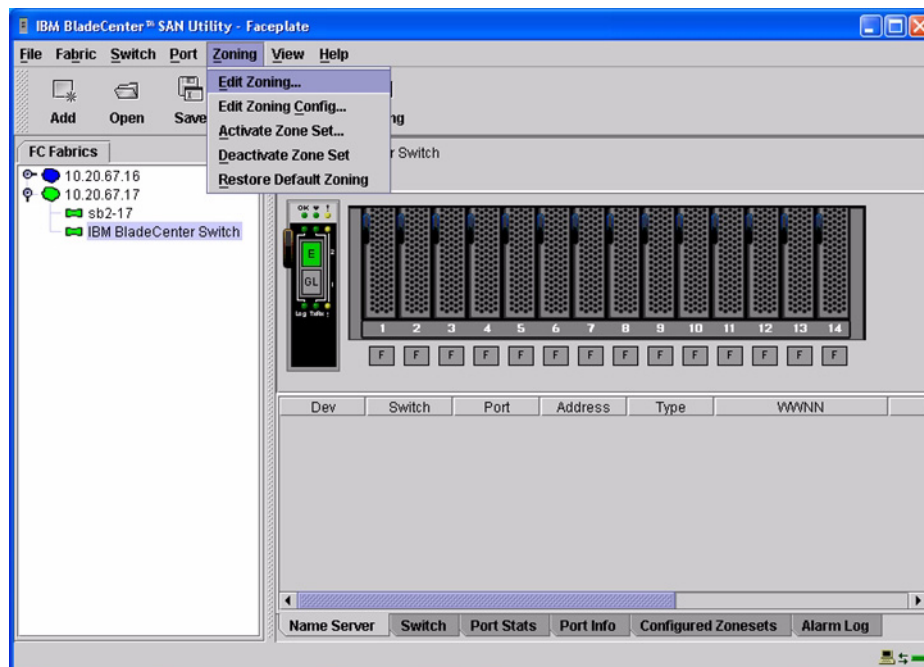 IBM BladeCenter™ SAN Utility - Faceplate
File Fabric Switch Port Zoning View Help
Edit Zoning...
Edit Zoning Config...
Activate Zone Set...
Deactivate Zone Set
Restore Default Zoning
Add Open Save ng
FC Fabrics
r Switch
10.20.67.16
10.20.67.17
sb2-17
IBM BladeCenter Switch
OK !
E 2
GL 1
Log
1 2 3 4 5 6 7 8 9 10 11 12 13 14
F F F F F F F F F F F F F F
Dev Switch Port Address Type WWNN
Name Server Switch Port Stats Port Info Configured Zonesets Alarm Log